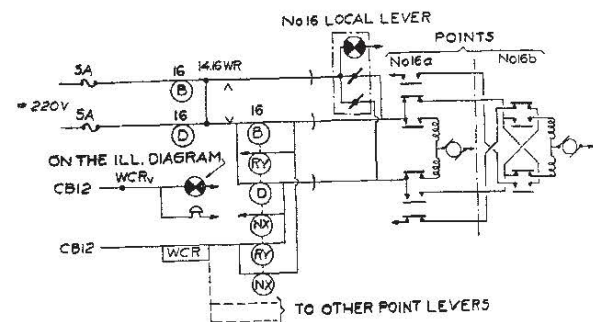 No16 LOCAL LEVER
POINTS
No16a
No16b
5A
16
B
14.16WR
≂ 220V
5A
16
D
16
B
RY
ON THE ILL. DIAGRAM
WCRv
CB12
D
NX
CB12
WCR
RY
NX
TO OTHER POINT LEVERS